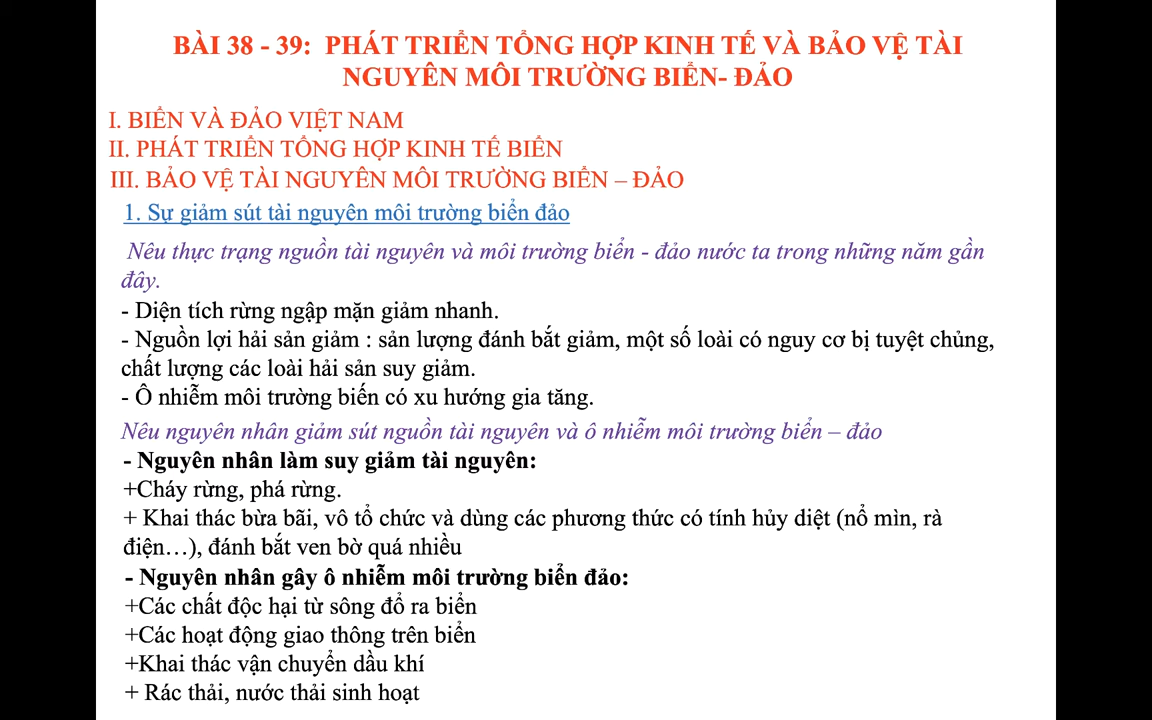 BÀI 38 - 39: PHÁT TRIỂN TỔNG HỢP KINH TẾ VÀ BẢO VỆ TÀI
NGUYÊN MÔI TRƯỜNG BIỂN- ĐẢO
I. BIỂN VÀ ĐẢO VIỆT NAM
II. PHÁT TRIỂN TỔNG HỢP KINH TẾ BIỂN
III. BẢO VỆ TÀI NGUYÊN MÔI TRƯỜNG BIỂN – ĐẢO
1. Sự giảm sút tài nguyên môi trường biển đảo
Nêu thực trạng nguồn tài nguyên và môi trường biển - đảo nước ta trong những năm gần
đây.
- Diện tích rừng ngập mặn giảm nhanh.
- Nguồn lợi hải sản giảm : sản lượng đánh bắt giảm, một số loài có nguy cơ bị tuyệt chủng,
chất lượng các loài hải sản suy giảm.
- Ô nhiễm môi trường biến có xu hướng gia tăng.
Nêu nguyên nhân giảm sút nguồn tài nguyên và ô nhiễm môi trường biển – đảo
- Nguyên nhân làm suy giảm tài nguyên:
+Cháy rừng, phá rừng.
+ Khai thác bừa bãi, vô tổ chức và dùng các phương thức có tính hủy diệt (nổ mìn, rà
điện…), đánh bắt ven bờ quá nhiều
- Nguyên nhân gây ô nhiễm môi trường biển đảo:
+Các chất độc hại từ sông đổ ra biển
+Các hoạt động giao thông trên biển
+Khai thác vận chuyển dầu khí
+ Rác thải, nước thải sinh hoạt